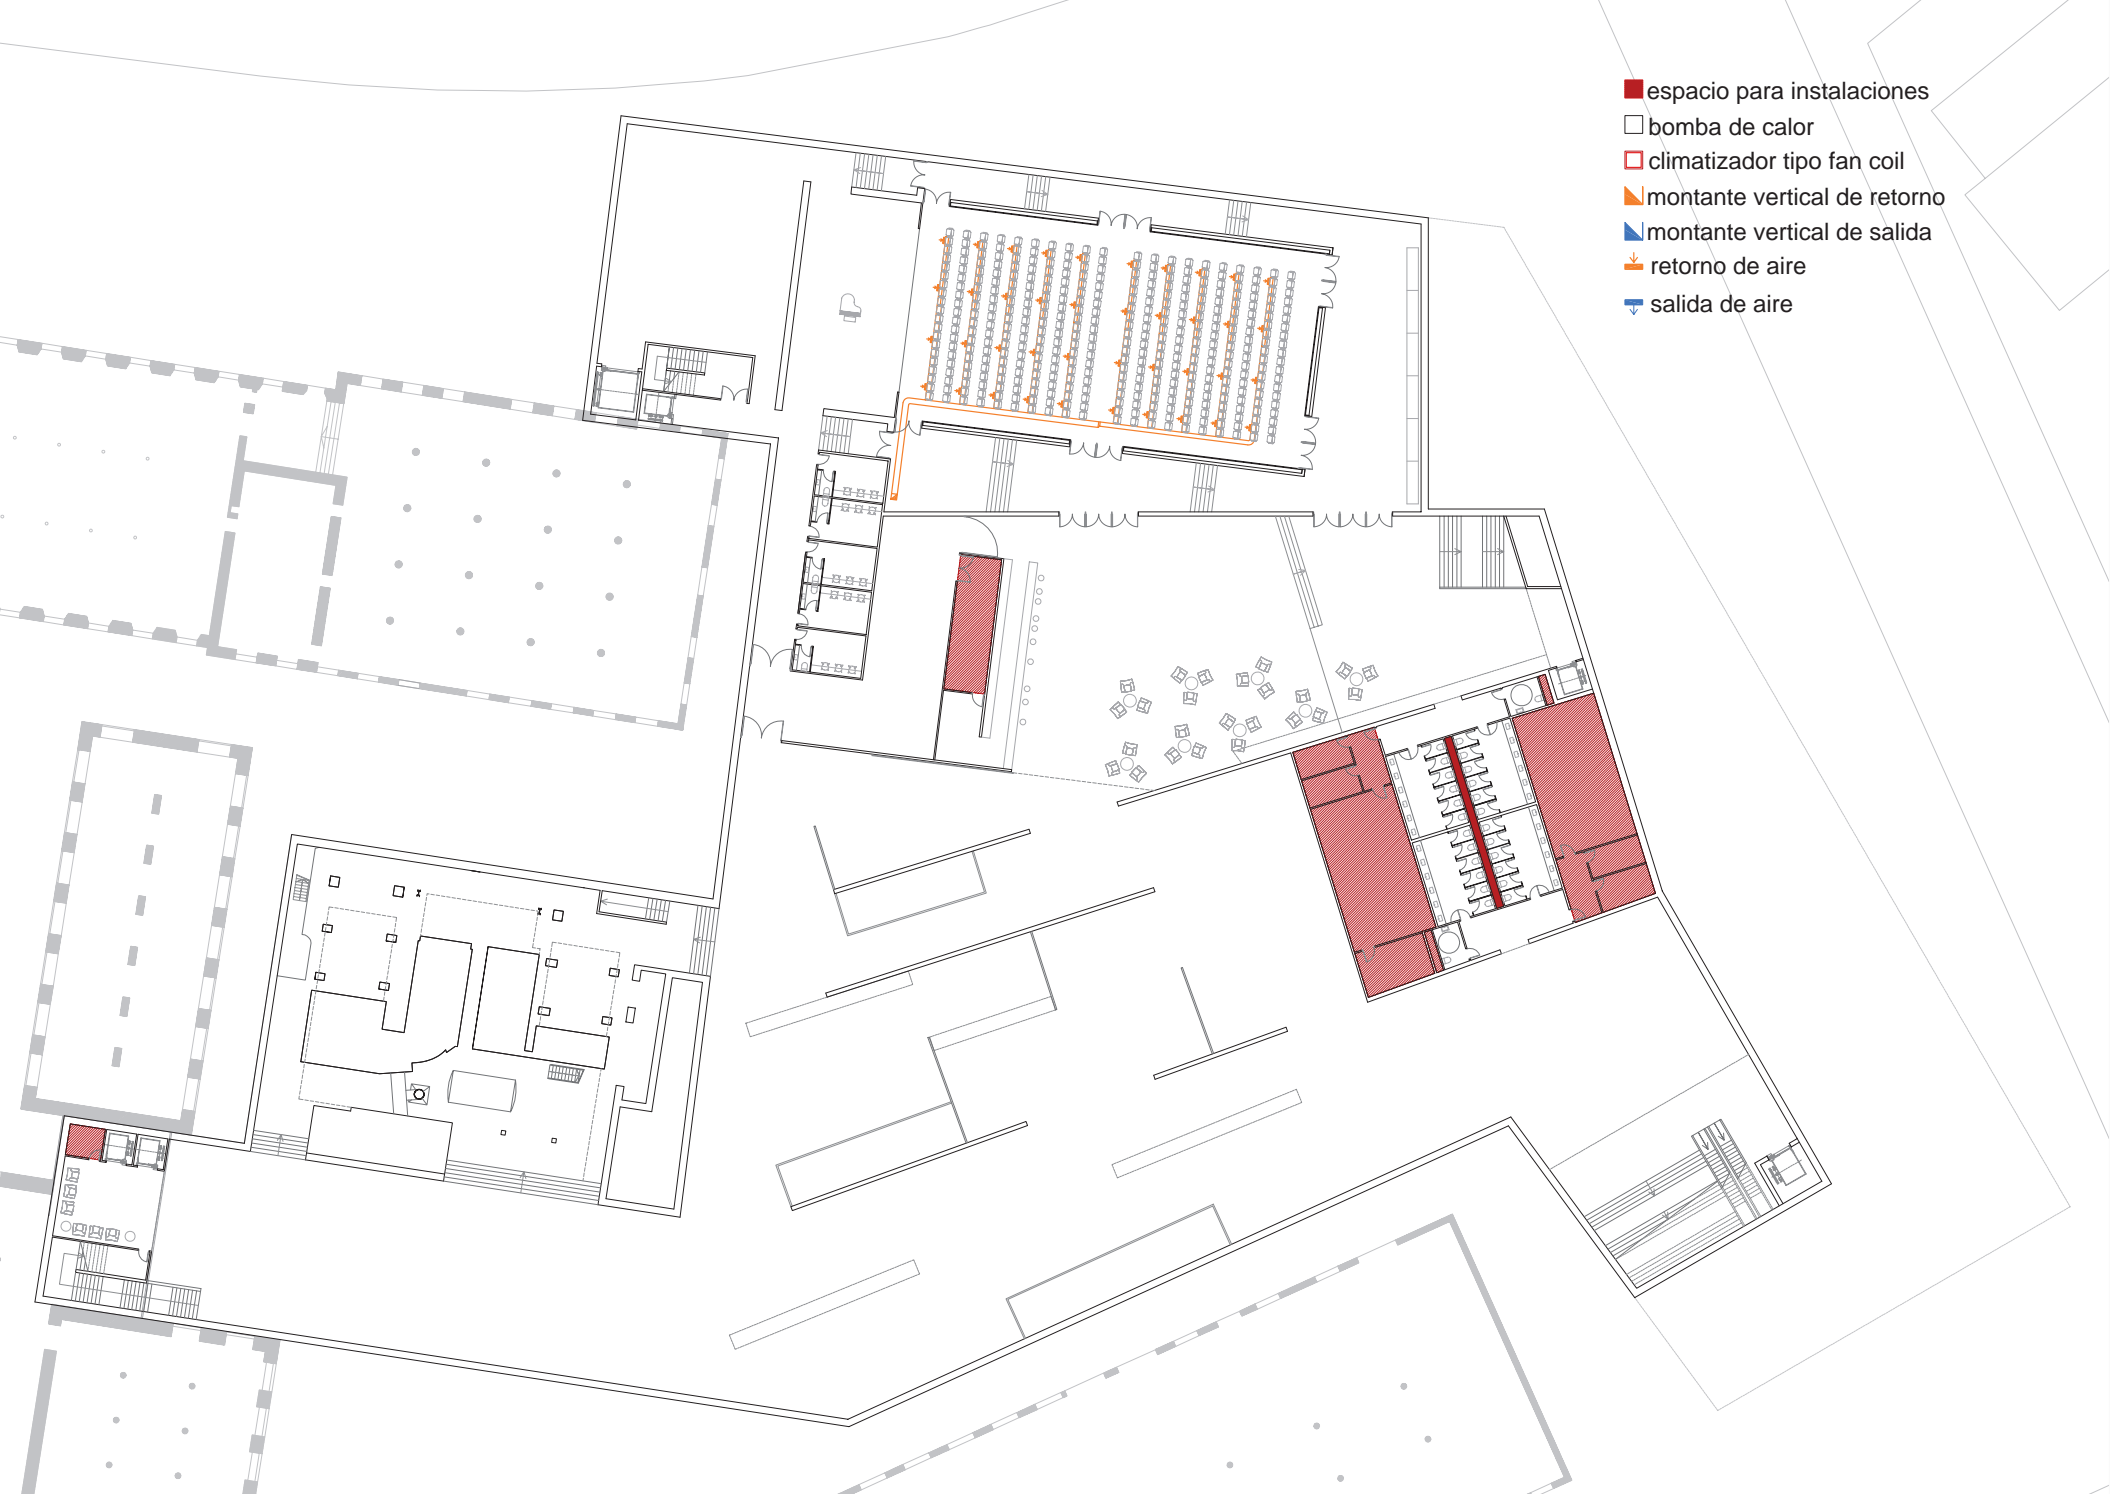 espacio para instalaciones
bomba de calor
climatizador tipo fan coil
montante vertical de retorno
montante vertical de salida
retorno de aire
salida de aire